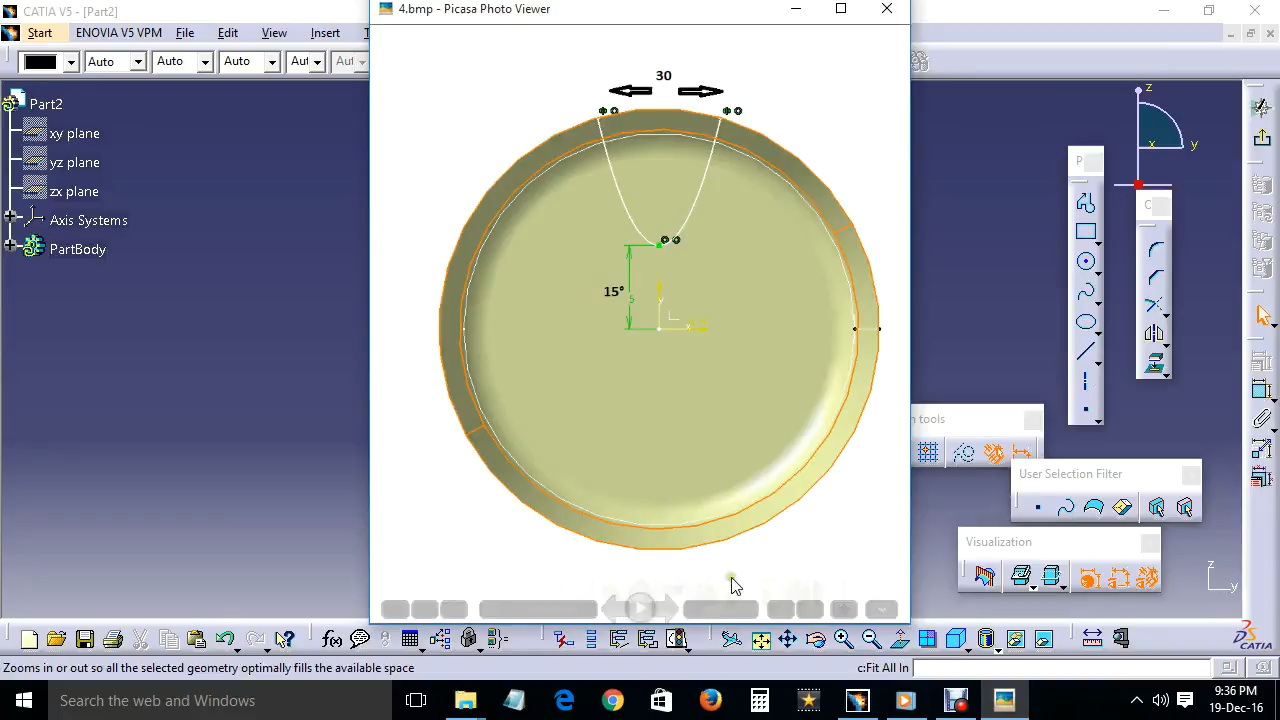 CATIA V5 - [Part2]
4.bmp - Picasa Photo Viewer
Start
ENOVIA V5 VPM
File
Edit
View
Insert
Auto
Auto
Auto
Aut
Aut
Part2
xy plane
yz plane
zx plane
Axis Systems
PartBody
30
15°
5
y
x
z
x
y
P
C
n tools
User Selection Filter
Visualization
z
y
f(x)
CATIA
Zooms in or out so all the selected geometry optimally fills the available space
c:Fit All In
Search the web and Windows
9:36 PM
19-Dec-16